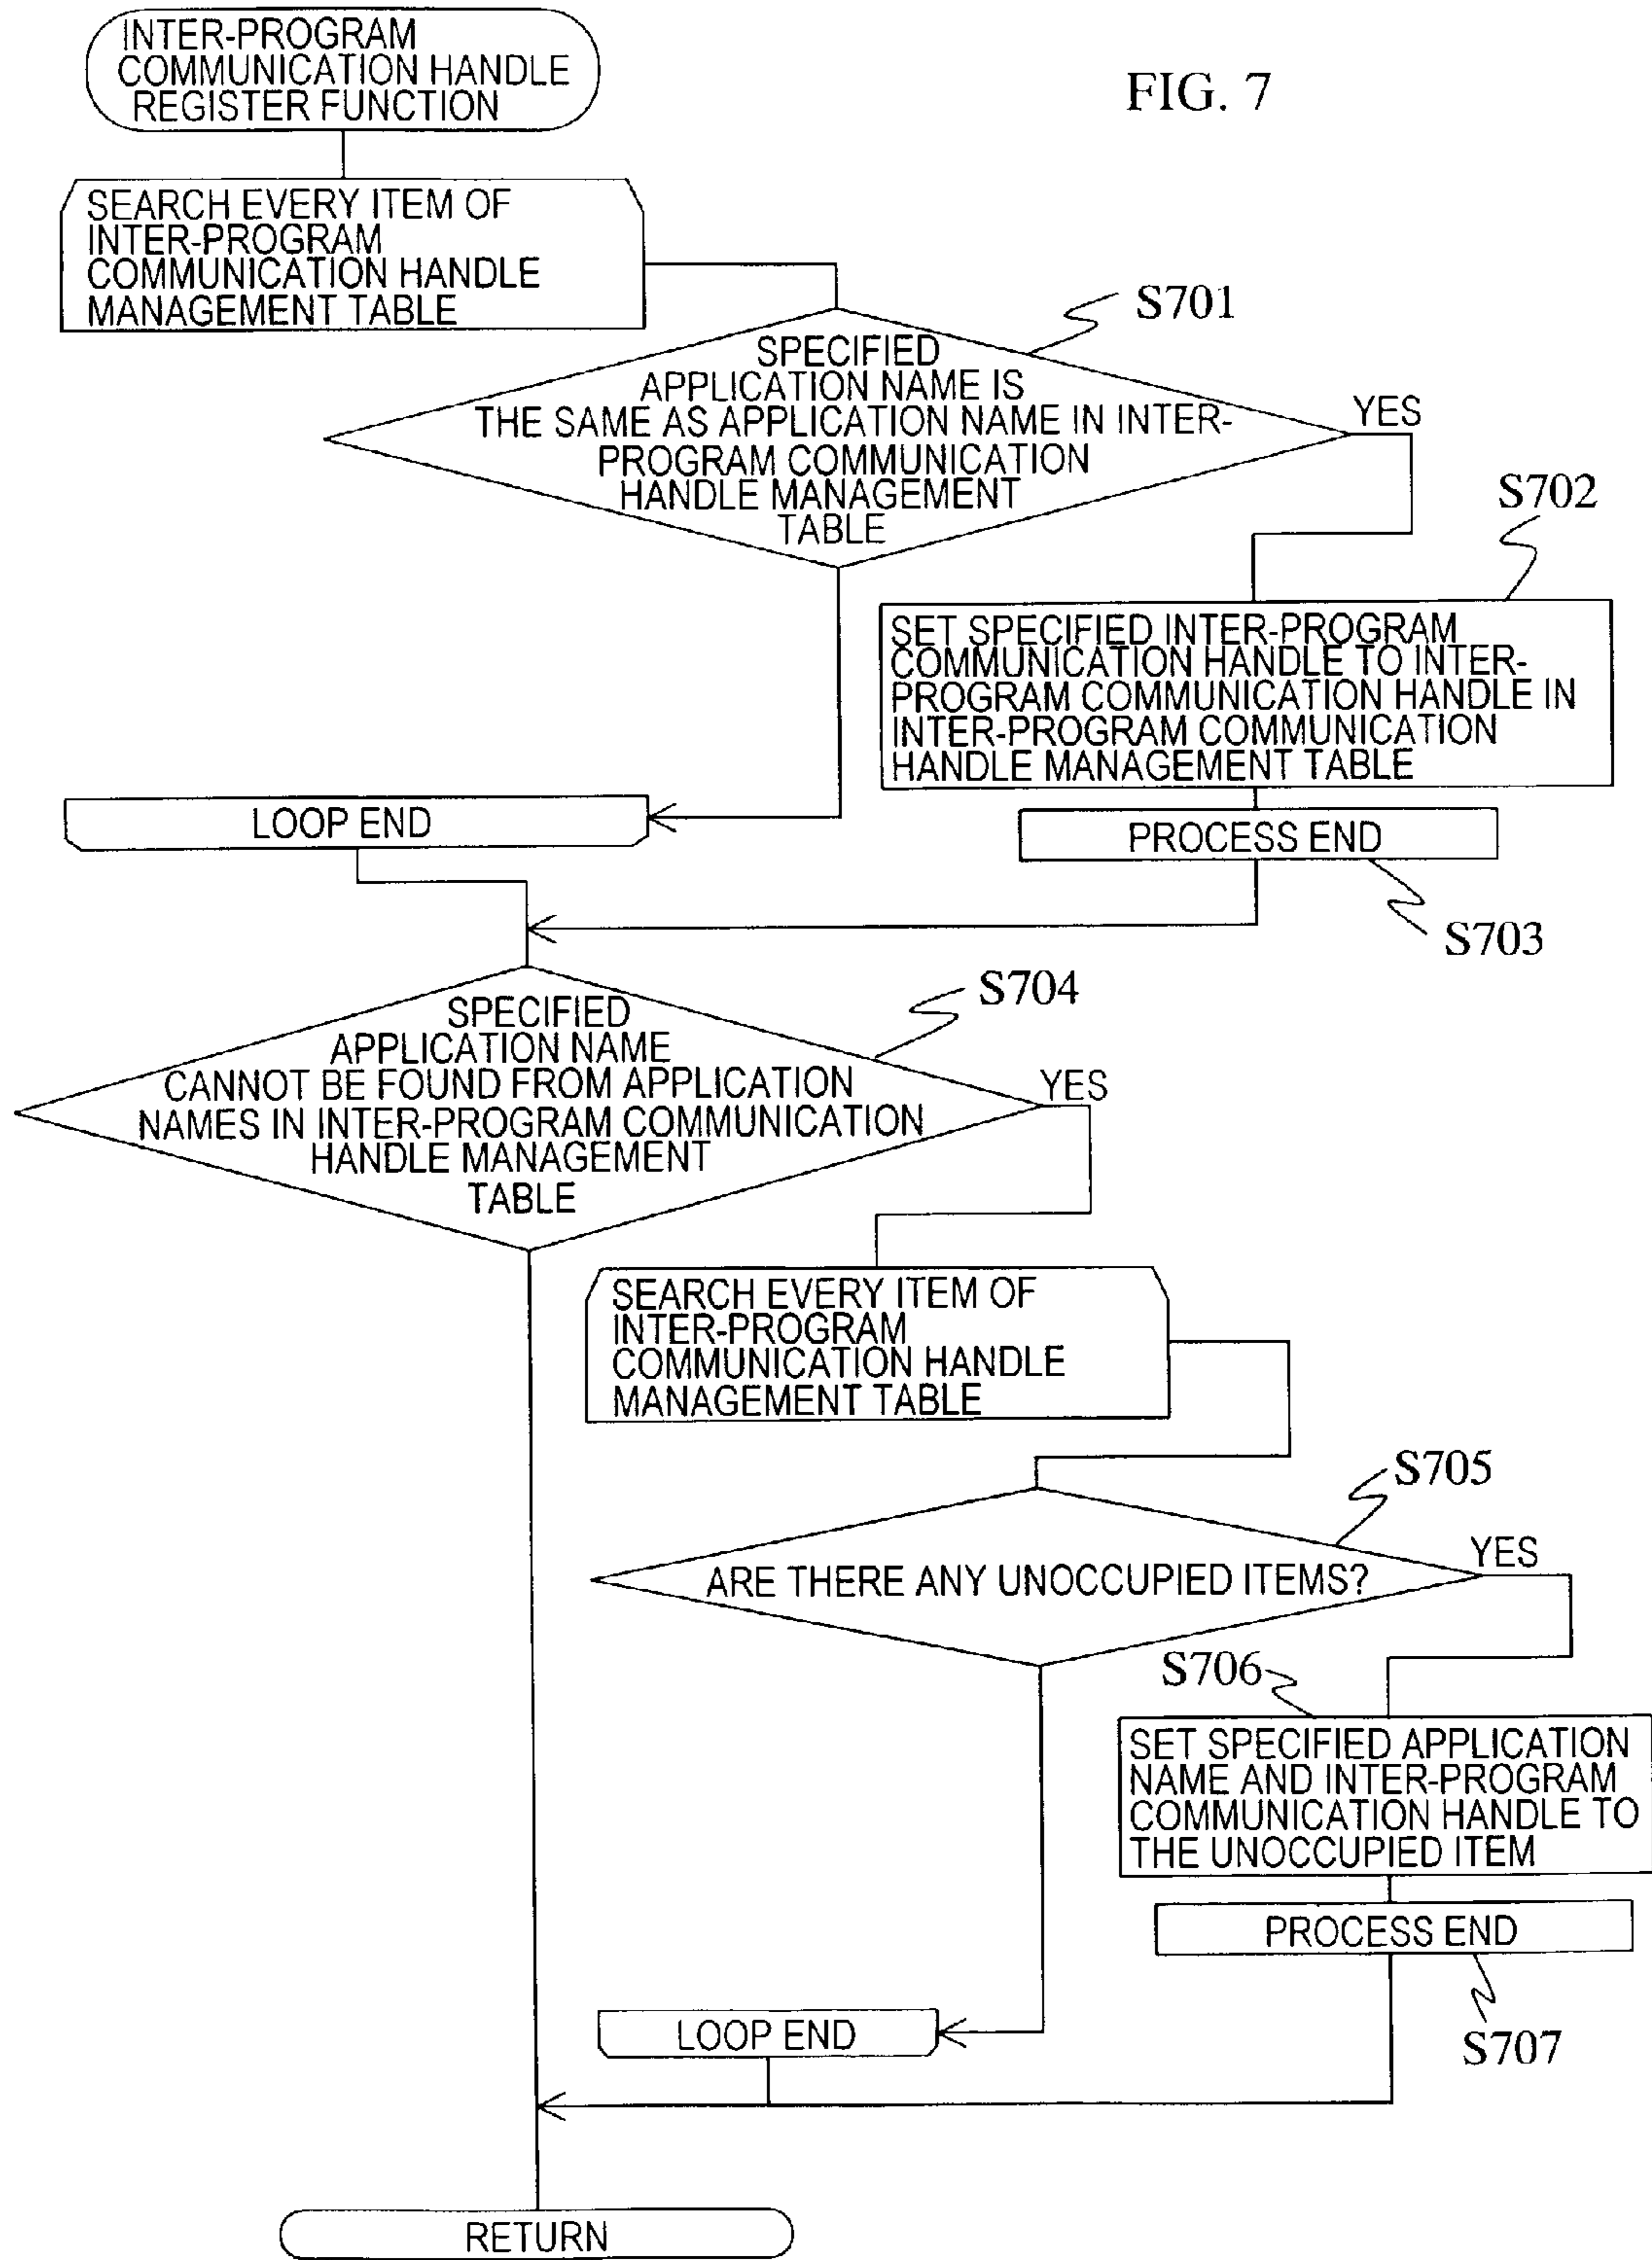 INTER-PROGRAM
COMMUNICATION HANDLE
REGISTER FUNCTION
FIG. 7
SEARCH EVERY ITEM OF
INTER-PROGRAM
COMMUNICATION HANDLE
MANAGEMENT TABLE
S701
SPECIFIED
APPLICATION NAME IS
THE SAME AS APPLICATION NAME IN INTER-
PROGRAM COMMUNICATION
HANDLE MANAGEMENT
TABLE
YES
S702
SET SPECIFIED INTER-PROGRAM
COMMUNICATION HANDLE TO INTER-
PROGRAM COMMUNICATION HANDLE IN
INTER-PROGRAM COMMUNICATION
HANDLE MANAGEMENT TABLE
LOOP END
PROCESS END
S703
S704
SPECIFIED
APPLICATION NAME
CANNOT BE FOUND FROM APPLICATION
NAMES IN INTER-PROGRAM COMMUNICATION
HANDLE MANAGEMENT
TABLE
YES
SEARCH EVERY ITEM OF
INTER-PROGRAM
COMMUNICATION HANDLE
MANAGEMENT TABLE
S705
ARE THERE ANY UNOCCUPIED ITEMS?
YES
S706
SET SPECIFIED APPLICATION
NAME AND INTER-PROGRAM
COMMUNICATION HANDLE TO
THE UNOCCUPIED ITEM
PROCESS END
LOOP END
S707
RETURN